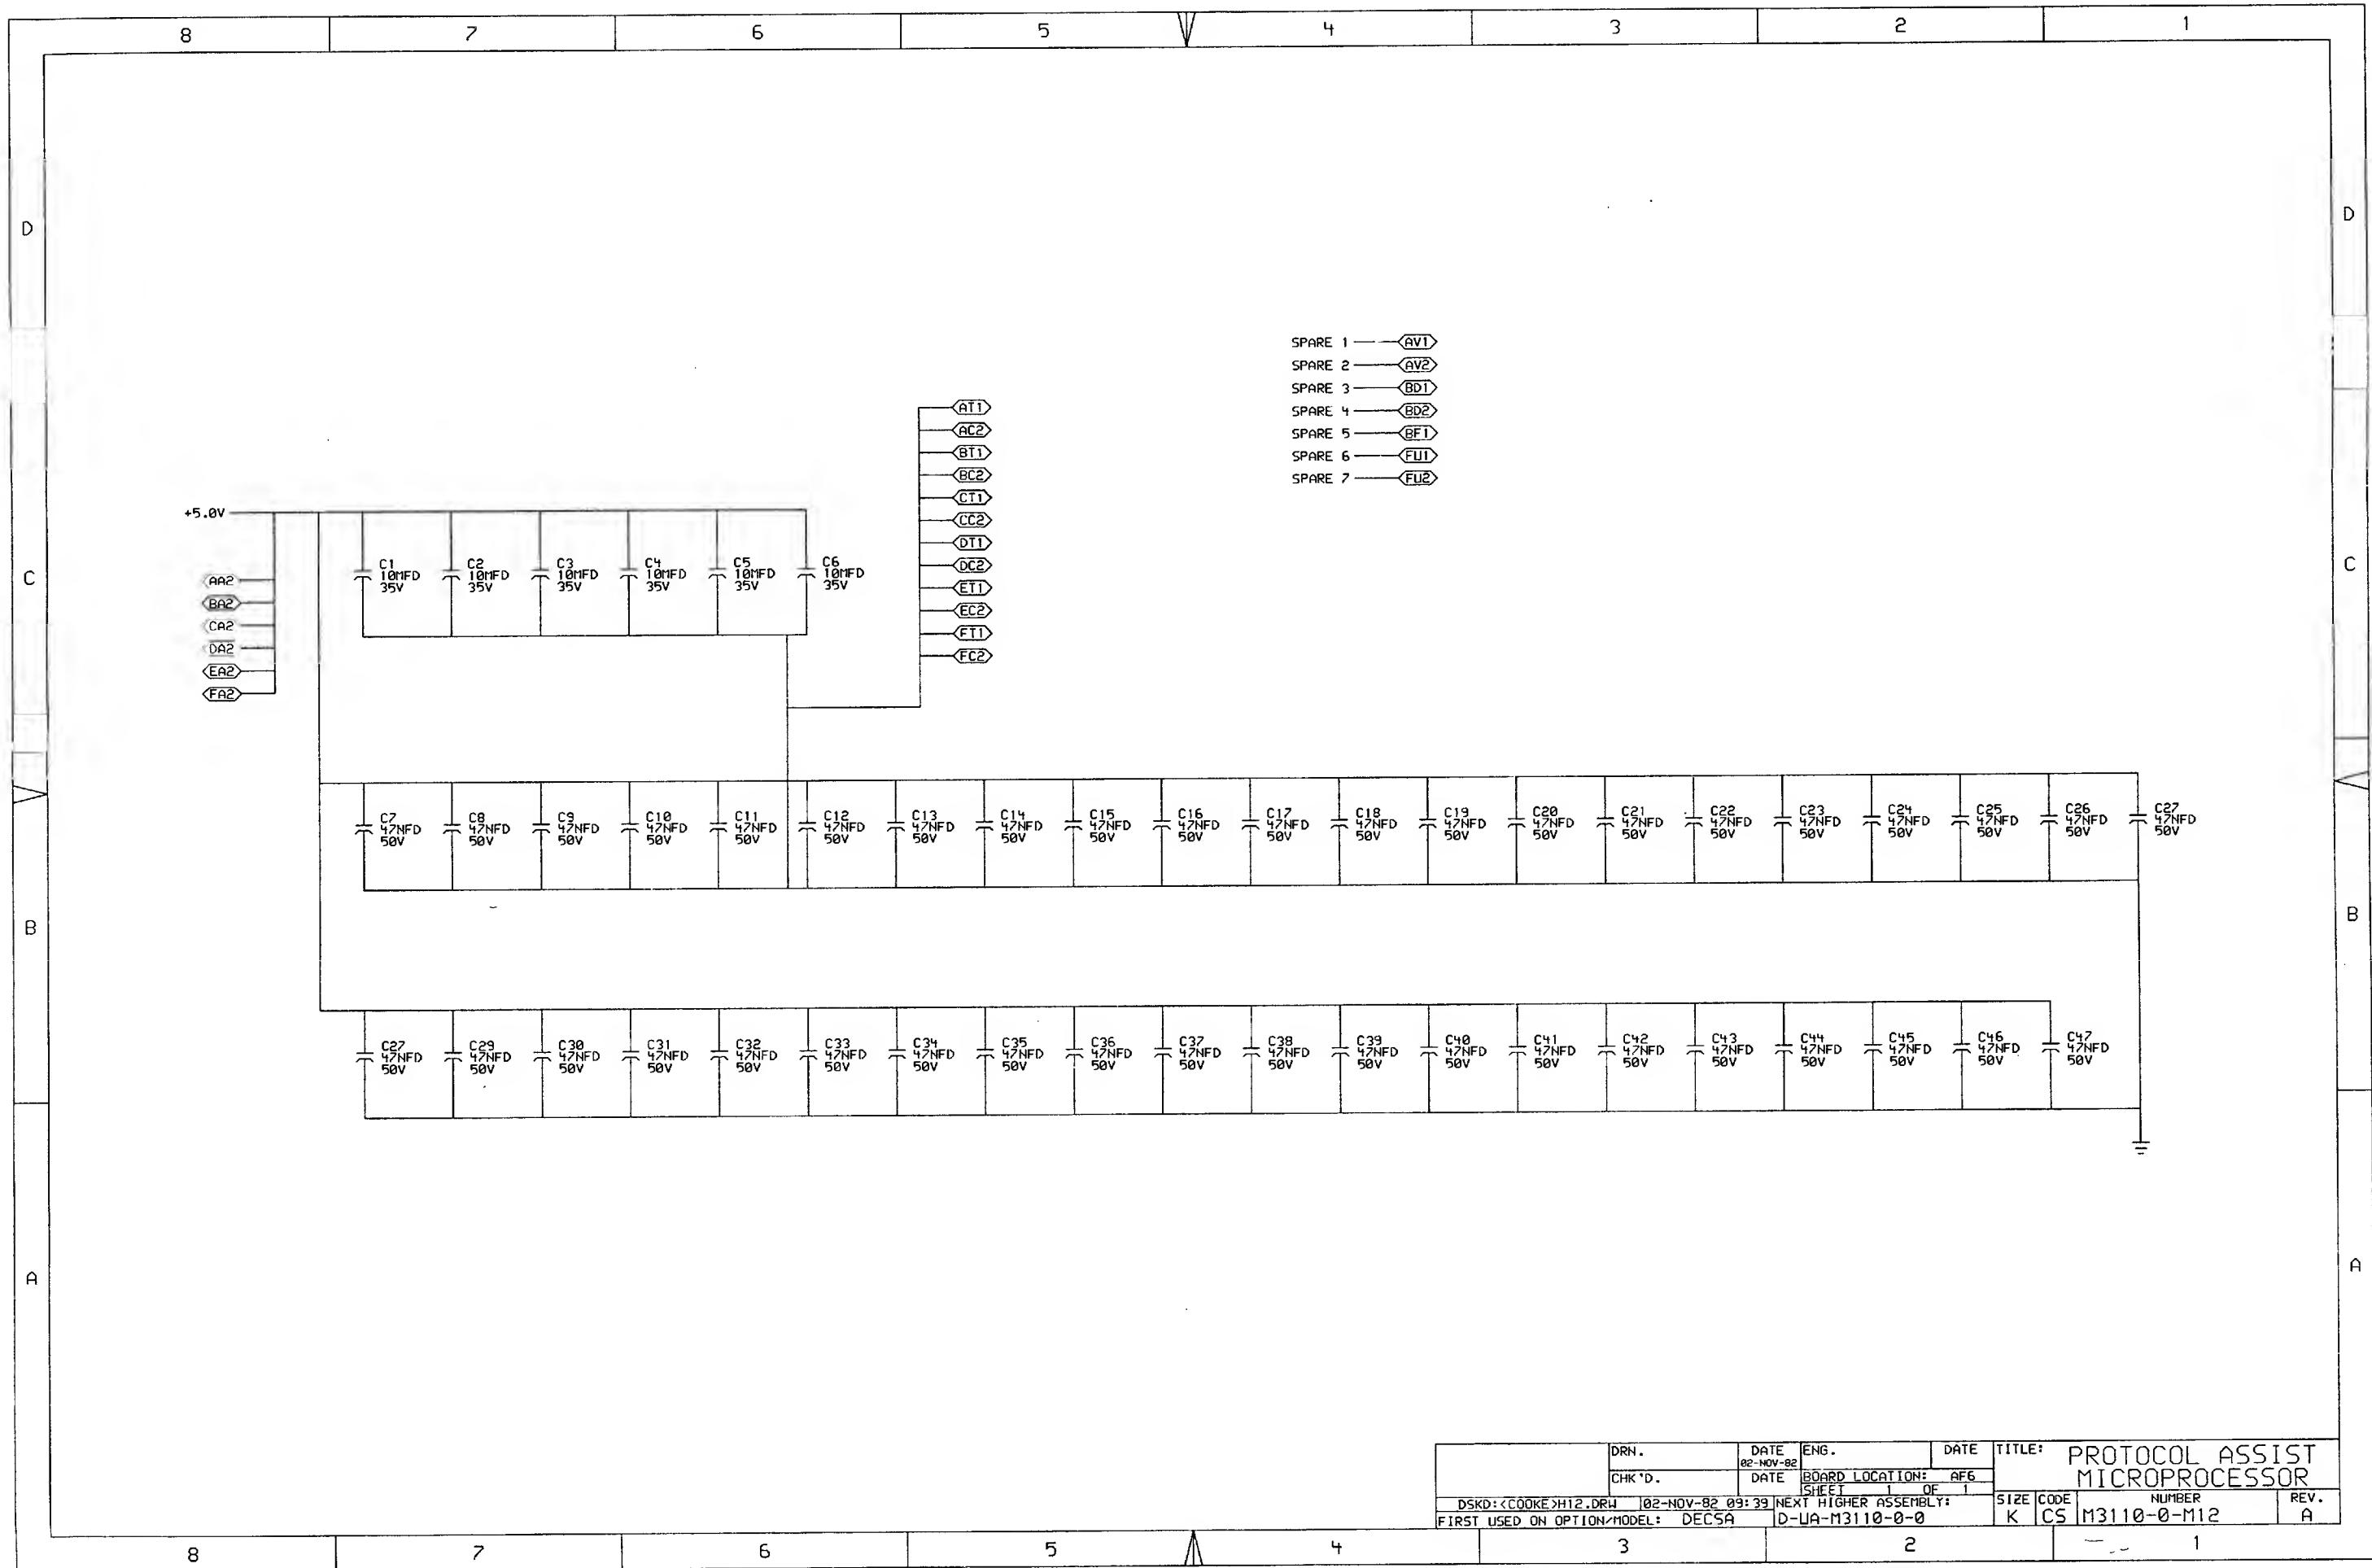 8 7 6 5 4 3 2 1
D D
SPARE 1 AV1
SPARE 2 AV2
SPARE 3 BD1
SPARE 4 BD2
SPARE 5 BF1
SPARE 6 FU1
SPARE 7 FU2
AT1
AC2
BT1
BC2
CT1
CC2
DT1
DC2
ET1
EC2
FT1
FC2
+5.0V
C1 C2 C3 C4 C5 C6
10MFD 10MFD 10MFD 10MFD 10MFD 10MFD
35V 35V 35V 35V 35V 35V
C C
AA2
BA2
CA2
DA2
EA2
FA2
C7 C8 C9 C10 C11 C12 C13 C14 C15 C16 C17 C18 C19 C20 C21 C22 C23 C24 C25 C26 C27
47NFD 47NFD 47NFD 47NFD 47NFD 47NFD 47NFD 47NFD 47NFD 47NFD 47NFD 47NFD 47NFD 47NFD 47NFD 47NFD 47NFD 47NFD 47NFD 47NFD 47NFD
50V 50V 50V 50V 50V 50V 50V 50V 50V 50V 50V 50V 50V 50V 50V 50V 50V 50V 50V 50V 50V
B B
C27 C29 C30 C31 C32 C33 C34 C35 C36 C37 C38 C39 C40 C41 C42 C43 C44 C45 C46 C47
47NFD 47NFD 47NFD 47NFD 47NFD 47NFD 47NFD 47NFD 47NFD 47NFD 47NFD 47NFD 47NFD 47NFD 47NFD 47NFD 47NFD 47NFD 47NFD 47NFD
50V 50V 50V 50V 50V 50V 50V 50V 50V 50V 50V 50V 50V 50V 50V 50V 50V 50V 50V 50V
A A
DRN. DATE ENG. DATE TITLE: PROTOCOL ASSIST
02-NOV-82
CHK'D. DATE BOARD LOCATION: AF6 MICROPROCESSOR
SHEET 1 OF 1
DSKD:<COOKE>H12.DRW 02-NOV-82 09:39 NEXT HIGHER ASSEMBLY: SIZE CODE NUMBER REV.
FIRST USED ON OPTION/MODEL: DECSA D-UA-M3110-0-0 K CS M3110-0-M12 A
8 7 6 5 4 3 2 1